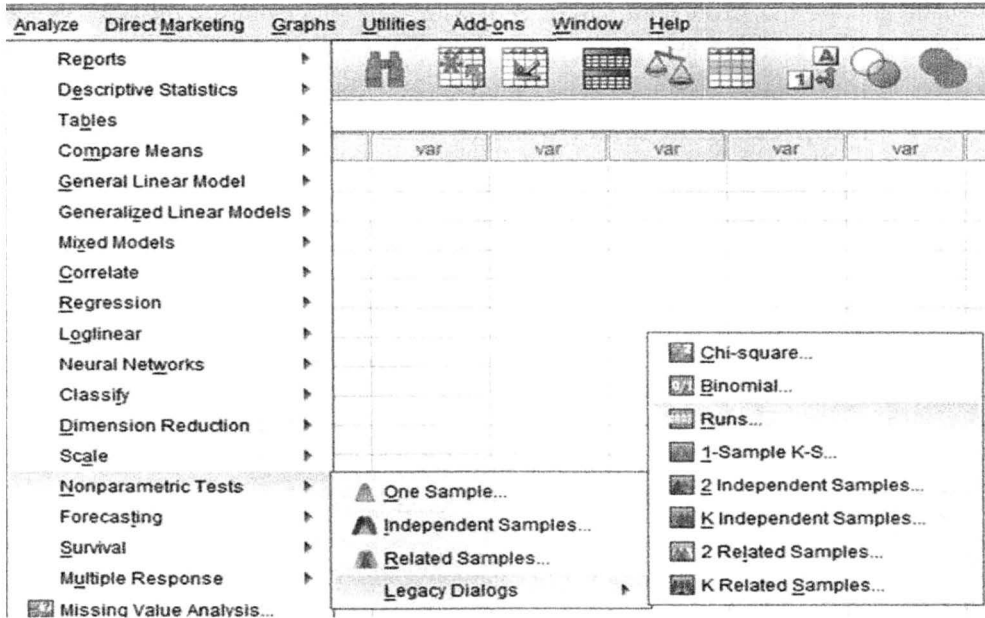 Analyze Direct Marketing Graphs Utilities Add-ons Window Help
Reports
Descriptive Statistics
Tables
Compare Means
General Linear Model
Generalized Linear Models
Mixed Models
Correlate
Regression
Loglinear
Neural Networks
Classify
Dimension Reduction
Scale
Nonparametric Tests
Forecasting
Survival
Multiple Response
Missing Value Analysis...
A
1
var var var var var
One Sample...
Independent Samples...
Related Samples...
Legacy Dialogs
Chi-square...
0/1 Binomial...
Runs...
1-Sample K-S...
2 Independent Samples...
K Independent Samples...
2 Related Samples...
K Related Samples...